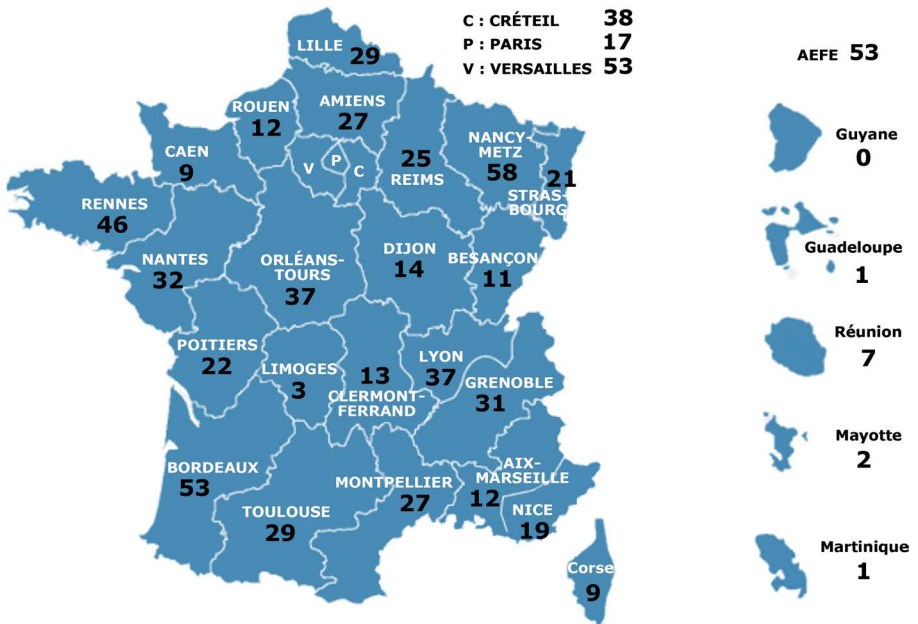 C : CRÉTEIL 38
P : PARIS 17
V : VERSAILLES 53
AEFE 53
LILLE 29
ROUEN
12
AMIENS
27
CAEN
9
V
P
C
25
REIMS
NANCY-
METZ
58
21
STRAS-
BOURG
RENNES
46
NANTES
32
ORLÉANS-
TOURS
37
DIJON
14
BESANÇON
11
POITIERS
22
LIMOGES
3
13
CLERMONT-
FERRAND
LYON
37
GRENOBLE
31
BORDEAUX
53
TOULOUSE
29
MONTPELLIER
27
AIX-
MARSEILLE
12
NICE
19
Corse
9
Guyane
0
Guadeloupe
1
Réunion
7
Mayotte
2
Martinique
1